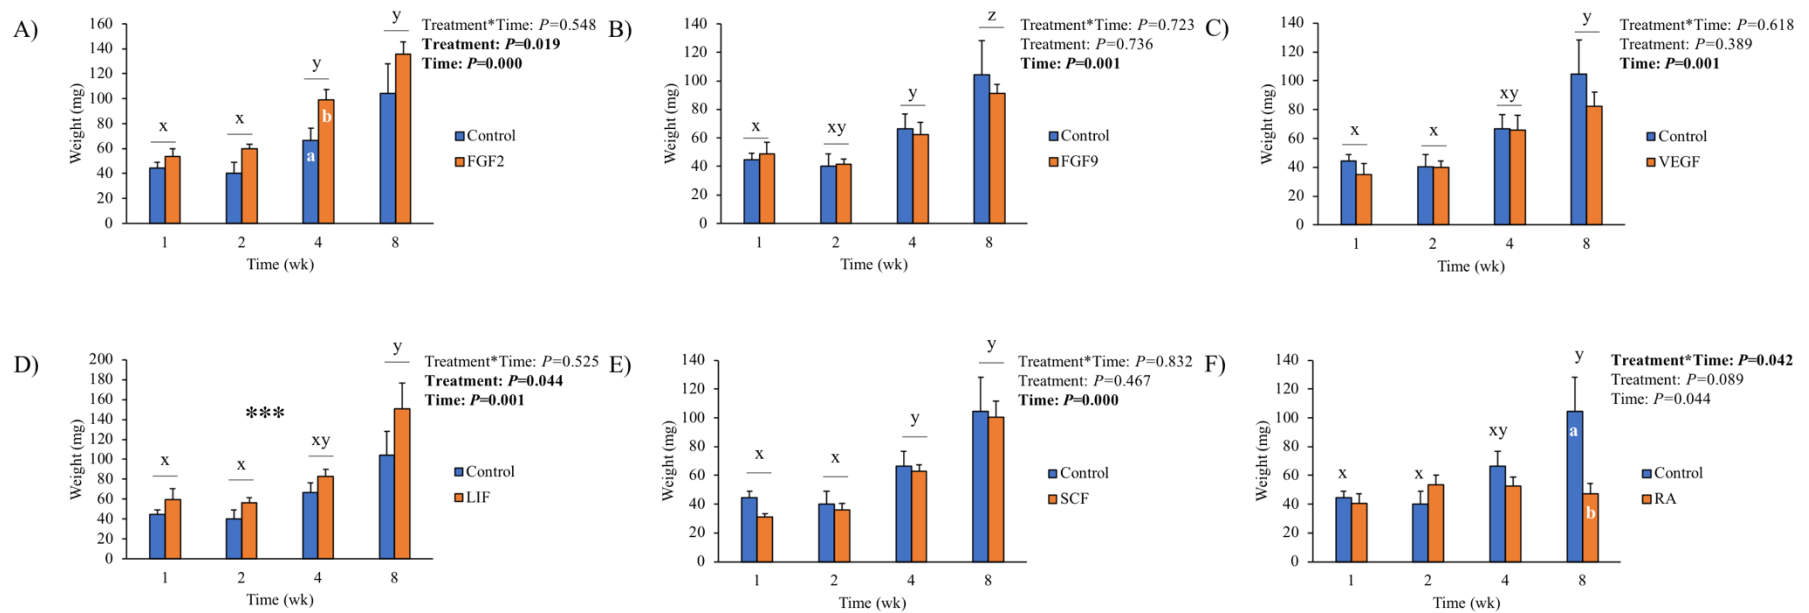 A)
160
140
120
100
80
60
40
20
0
Weight (mg)
x
x
y
y
a
b
1
2
4
8
Time (wk)
Treatment*Time: P=0.548
Treatment: P=0.019
Time: P=0.000
Control
FGF2
B)
140
120
100
80
60
40
20
0
Weight (mg)
x
xy
y
z
1
2
4
8
Time (wk)
Treatment*Time: P=0.723
Treatment: P=0.736
Time: P=0.001
Control
FGF9
C)
140
120
100
80
60
40
20
0
Weight (mg)
x
x
xy
y
1
2
4
8
Time (wk)
Treatment*Time: P=0.618
Treatment: P=0.389
Time: P=0.001
Control
VEGF
D)
200
180
160
140
120
100
80
60
40
20
0
Weight (mg)
x
x
***
xy
y
1
2
4
8
Time (wk)
Treatment*Time: P=0.525
Treatment: P=0.044
Time: P=0.001
Control
LIF
E)
140
120
100
80
60
40
20
0
Weight (mg)
x
x
y
y
1
2
4
8
Time (wk)
Treatment*Time: P=0.832
Treatment: P=0.467
Time: P=0.000
Control
SCF
F)
140
120
100
80
60
40
20
0
Weight (mg)
x
x
xy
y
a
b
1
2
4
8
Time (wk)
Treatment*Time: P=0.042
Treatment: P=0.089
Time: P=0.044
Control
RA